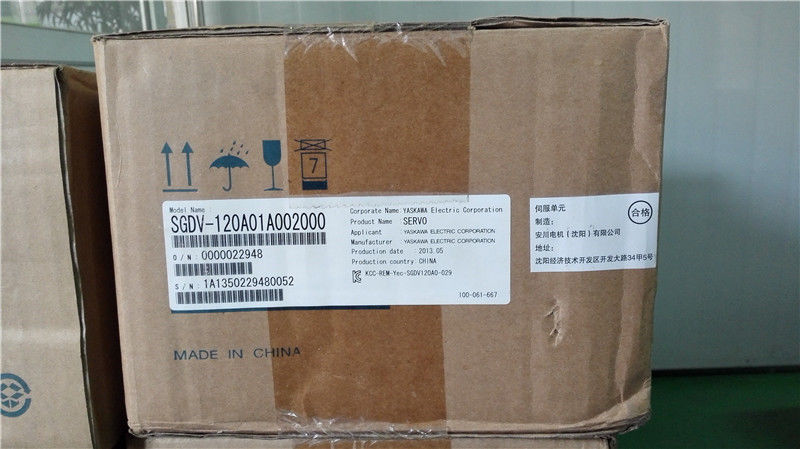 7
Model Name
SGDV-120A01A002000
O/N: 0000022948
S/N: 1A1350229480052
Corporate Name: YASKAWA Electric Corporation
Product Name : SERVO
Applicant : YASKAWA ELECTRIC CORPORATION
Manufacturer : YASKAWA ELECTRIC CORPORATION
Production date : 2013.05
Production country: CHINA
KCC-REM-Yec-SGDV120A0-029
100-061-667
伺服单元
合格
制造:
安川电机(沈阳)有限公司
地址:
沈阳经济技术开发区开发大路34甲5号
MADE IN CHINA